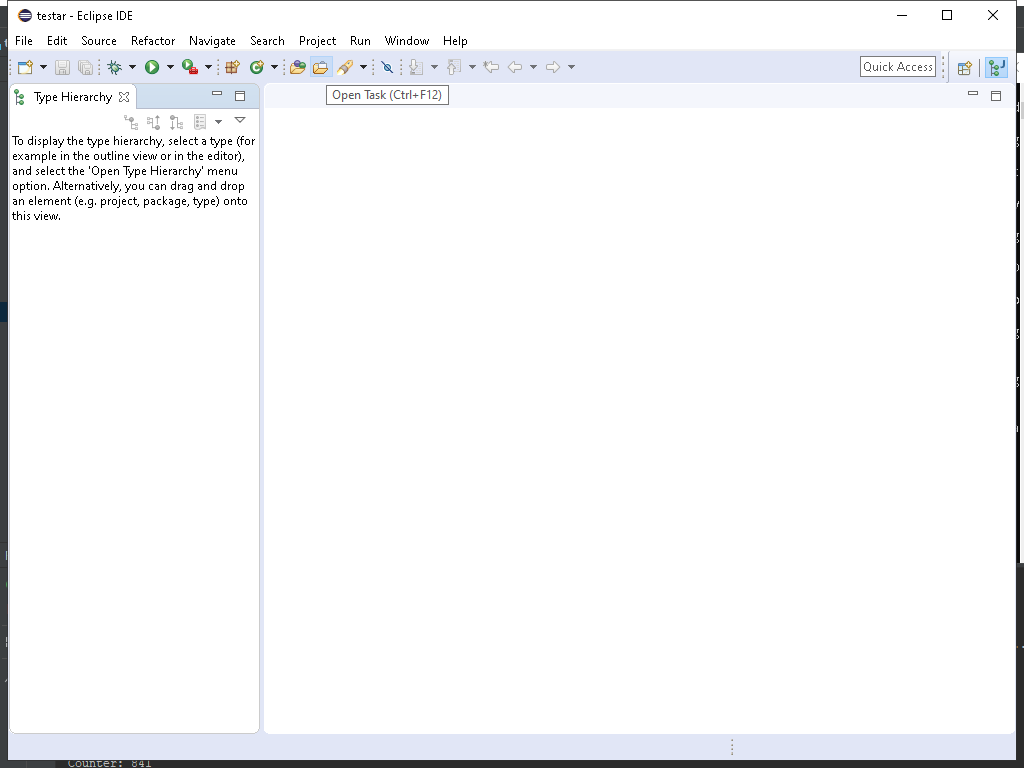 testar - Eclipse IDE
File Edit Source Refactor Navigate Search Project Run Window Help
Quick Access
Type Hierarchy
Open Task (Ctrl+F12)
To display the type hierarchy, select a type (for
example in the outline view or in the editor),
and select the 'Open Type Hierarchy' menu
option. Alternatively, you can drag and drop
an element (e.g. project, package, type) onto
this view.
Counter: 841